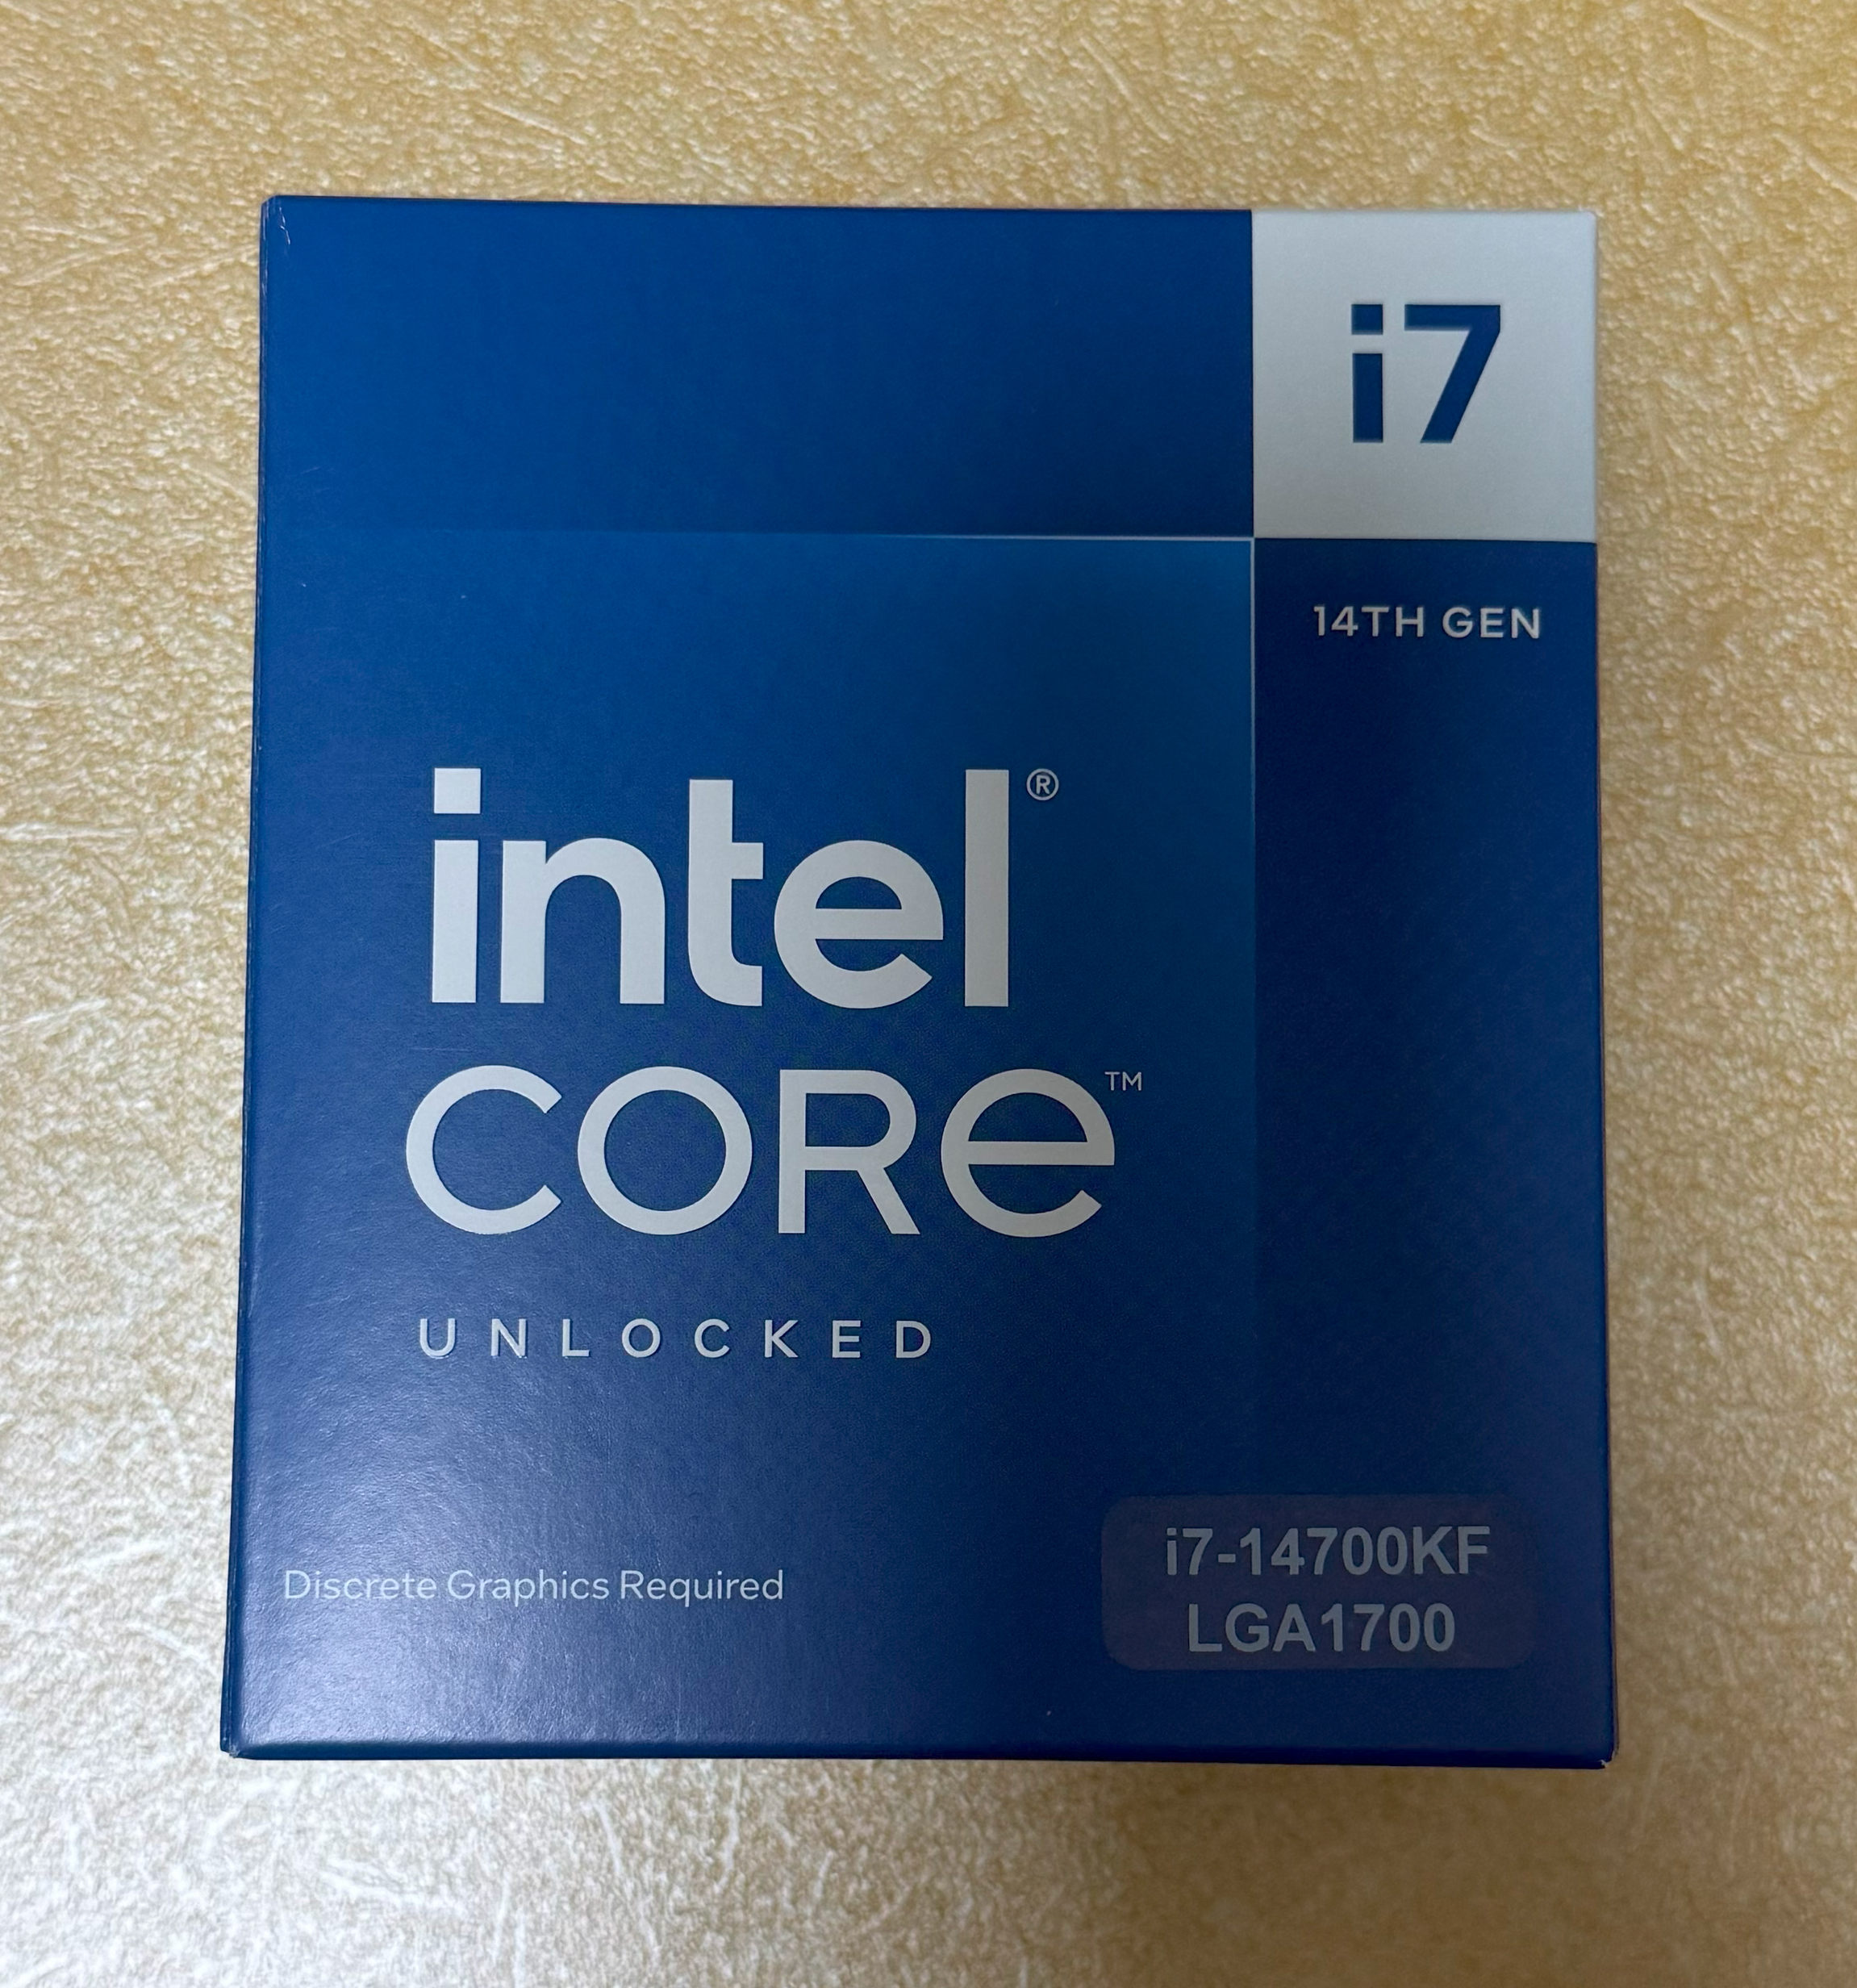 i7
14TH GEN
intel®
CORe™
UNLOCKED
Discrete Graphics Required
i7-14700KF
LGA1700